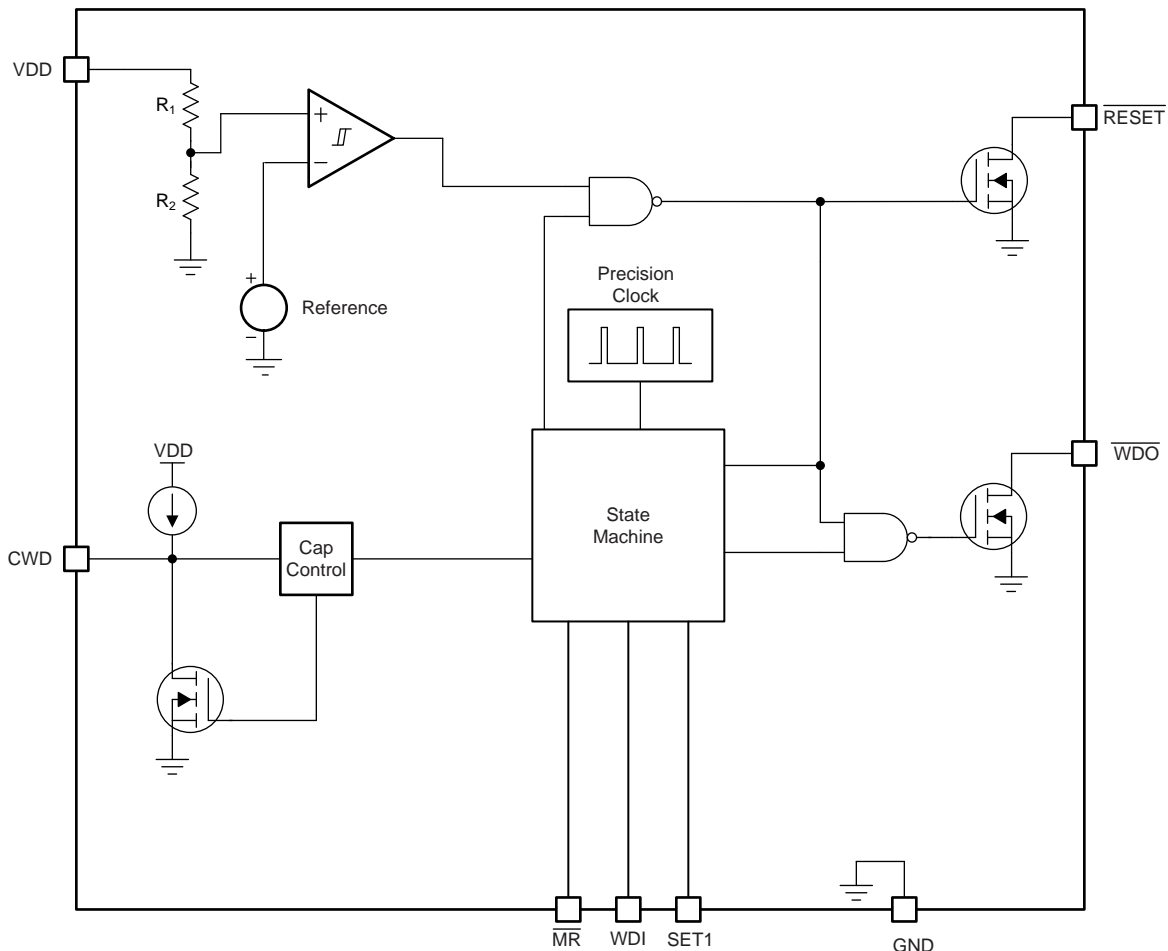 VDD
R1
R2
+
−
+
−
Reference
RESET
Precision
Clock
VDD
WDO
State
Machine
CWD
Cap
Control
MR
WDI
SET1
GND